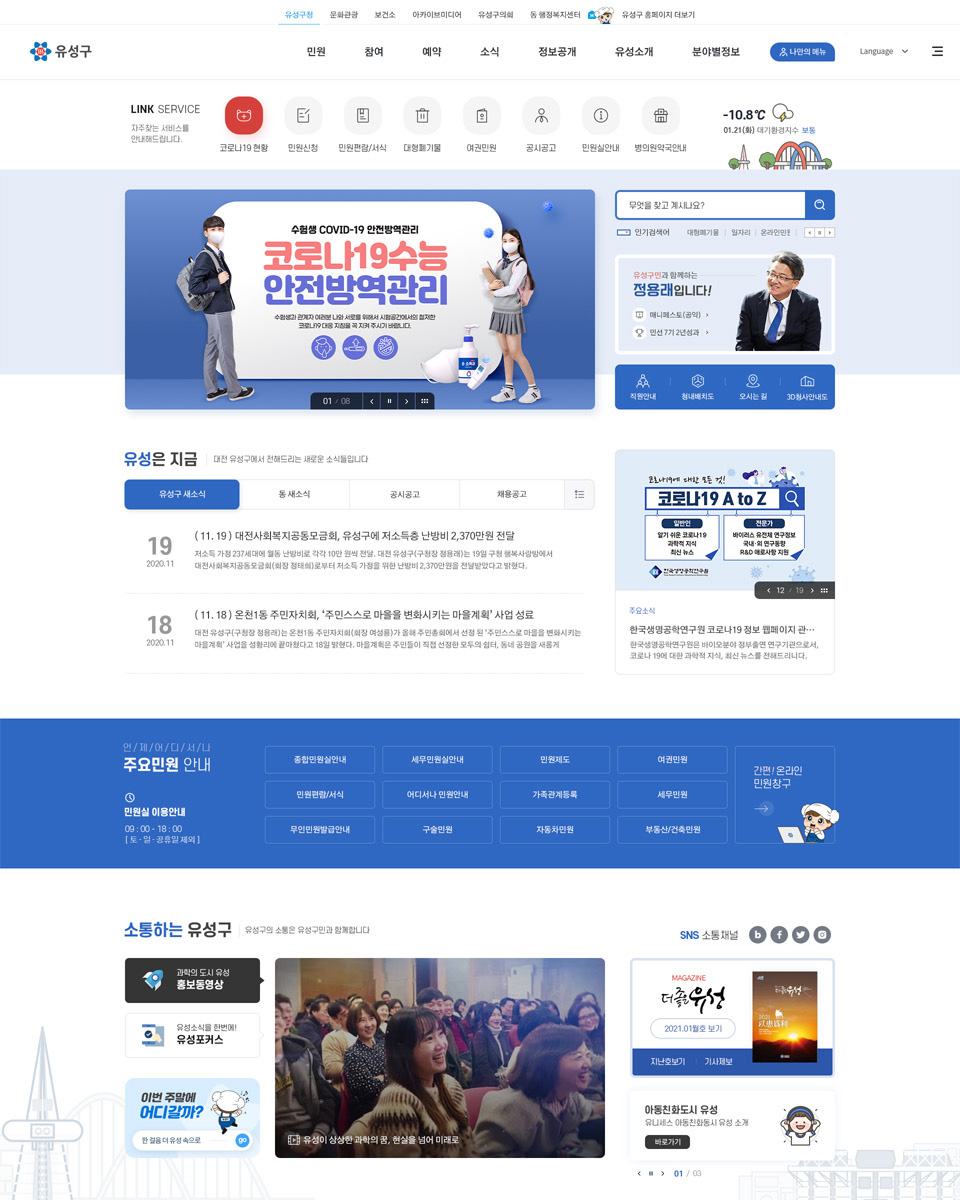 유성구청 문화관광 보건소 아카이브미디어 유성구의회 동 행정복지센터 유성구 홈페이지 더보기
유성구
민원 참여 예약 소식 정보공개 유성소개 분야별정보
나만의 메뉴
Language
LINK SERVICE
자주찾는 서비스를
안내해드립니다.
코로나19 현황 민원신청 민원편람/서식 대형폐기물 여권민원 공시공고 민원실안내 병의원약국안내
-10.8℃
01.21(화) 대기환경지수 보통
수험생 COVID-19 안전방역관리
코로나19수능
안전방역관리
수험생과 관계자 여러분 나와 서로를 위해서 시험공간에서의 철저한
코로나19 대응 지침을 꼭 지켜 주시기 바랍니다.
01 / 08
무엇을 찾고 계시나요?
인기검색어 대형폐기물 일자리 온라인민원
유성구민과 함께하는
정용래입니다!
매니페스토(공약)
민선 7기 2년성과
직원안내 청내배치도 오시는 길 3D청사안내도
유성은 지금
대전 유성구에서 전해드리는 새로운 소식들입니다
유성구 새소식 동 새소식 공시공고 채용공고
19
2020.11
( 11. 19 ) 대전사회복지공동모금회, 유성구에 저소득층 난방비 2,370만원 전달
저소득 가정 237세대에 월동 난방비로 각각 10만 원씩 전달. 대전 유성구(구청장 정용래)는 19일 구청 행복사랑방에서
대전사회복지공동모금회(회장 정태희)로부터 저소득 가정을 위한 난방비 2,370만원을 전달받았다고 밝혔다.
18
2020.11
( 11. 18 ) 온천1동 주민자치회, ‘주민스스로 마을을 변화시키는 마을계획’ 사업 성료
대전 유성구(구청장 정용래)는 온천1동 주민자치회(회장 여성룡)가 올해 주민총회에서 선정 된 ‘주민스스로 마을을 변화시키는
마을계획’ 사업을 성황리에 끝마쳤다고 18일 밝혔다. 마을계획은 주민들이 직접 선정한 모두의 쉼터, 동네 공원을 새롭게
코로나19에 대한 모든 것!
코로나19 A to Z
일반인
알기 쉬운 코로나19
과학적 지식
최신 뉴스
전문가
바이러스 유전체 연구정보
국내·외 연구동향
R&D 애로사항 지원
한국생명공학연구원
12 / 19
주요소식
한국생명공학연구원 코로나19 정보 웹페이지 관…
한국생명공학연구원은 바이오분야 정부출연 연구기관으로서,
코로나 19에 대한 과학적 지식, 최신 뉴스를 전해드리니다.
언/제/어/디/서/나
주요민원 안내
민원실 이용안내
09 : 00 - 18 : 00
[ 토 · 일 · 공휴일 제외 ]
종합민원실안내 세무민원실안내 민원제도 여권민원
민원편람/서식 어디서나 민원안내 가족관계등록 세무민원
무인민원발급안내 구술민원 자동차민원 부동산/건축민원
간편! 온라인
민원창구
소통하는 유성구
유성구의 소통은 유성구민과 함께합니다
SNS 소통채널
과학의 도시 유성
홍보동영상
유성소식을 한번에!
유성포커스
이번 주말에
어디갈까?
한 걸음 더 유성 속으로
go
유성이 상상한 과학의 꿈, 현실을 넘어 미래로
MAGAZINE
더 좋은 유성
2021.01월호 보기
지난호보기 기사제보
더 좋은 유성
2021
아동친화도시 유성
유니세스 아동친화동시 유성 소개
바로가기
01 / 03